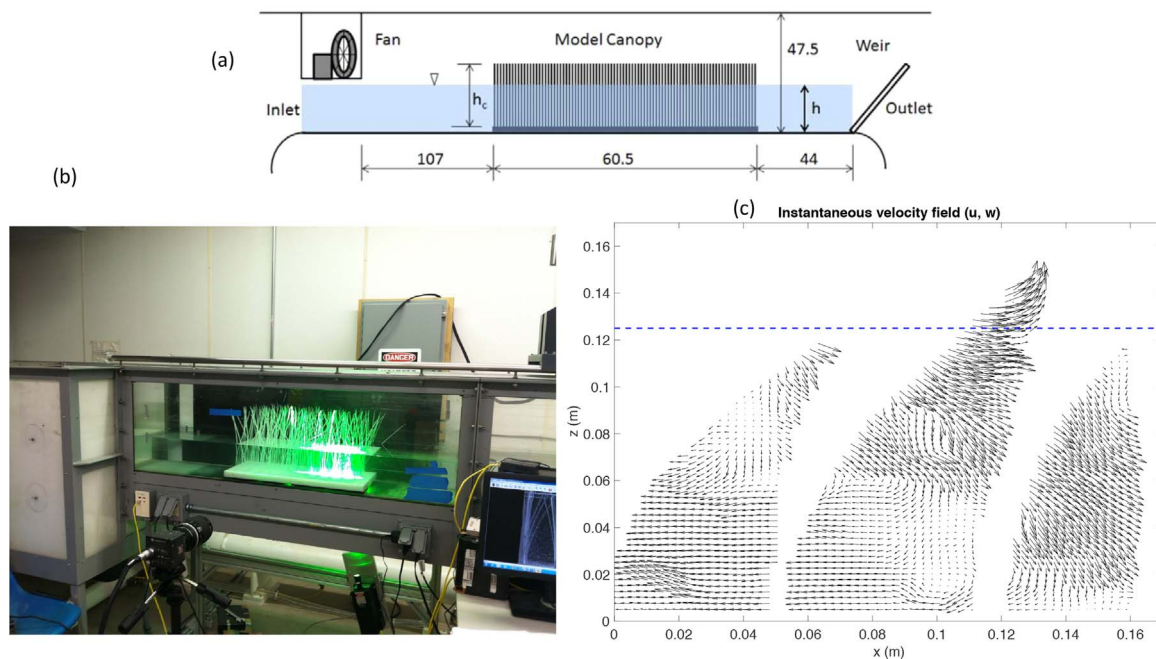 (a)
Fan
Model Canopy
47.5
Weir
h_c
h
Inlet
Outlet
107
60.5
44
(b)
DANGER
(c)
Instantaneous velocity field (u, w)
z (m)
0.16
0.14
0.12
0.1
0.08
0.06
0.04
0.02
0
0 0.02 0.04 0.06 0.08 0.1 0.12 0.14 0.16
x (m)